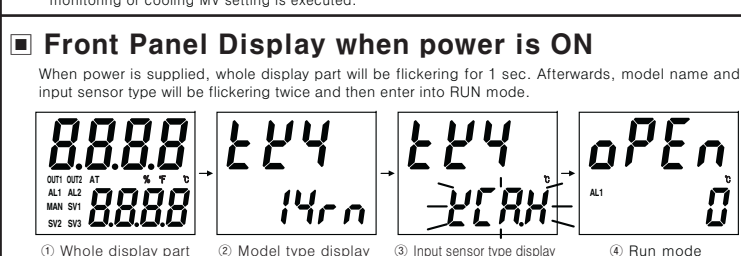 monitoring or cooling MV setting is executed.
▣ Front Panel Display when power is ON
When power is supplied, whole display part will be flickering for 1 sec. Afterwards, model name and
input sensor type will be flickering twice and then enter into RUN mode.
8.8.8.8
OUT1 OUT2 AT % °F °C
AL1 AL2
MAN SV1
SV2 SV3 8.8.8.8
tK4
14rn
tK4
°C
KCA.H
oPEn
°C
AL1
0
① Whole display part
② Model type display
③ Input sensor type display
④ Run mode